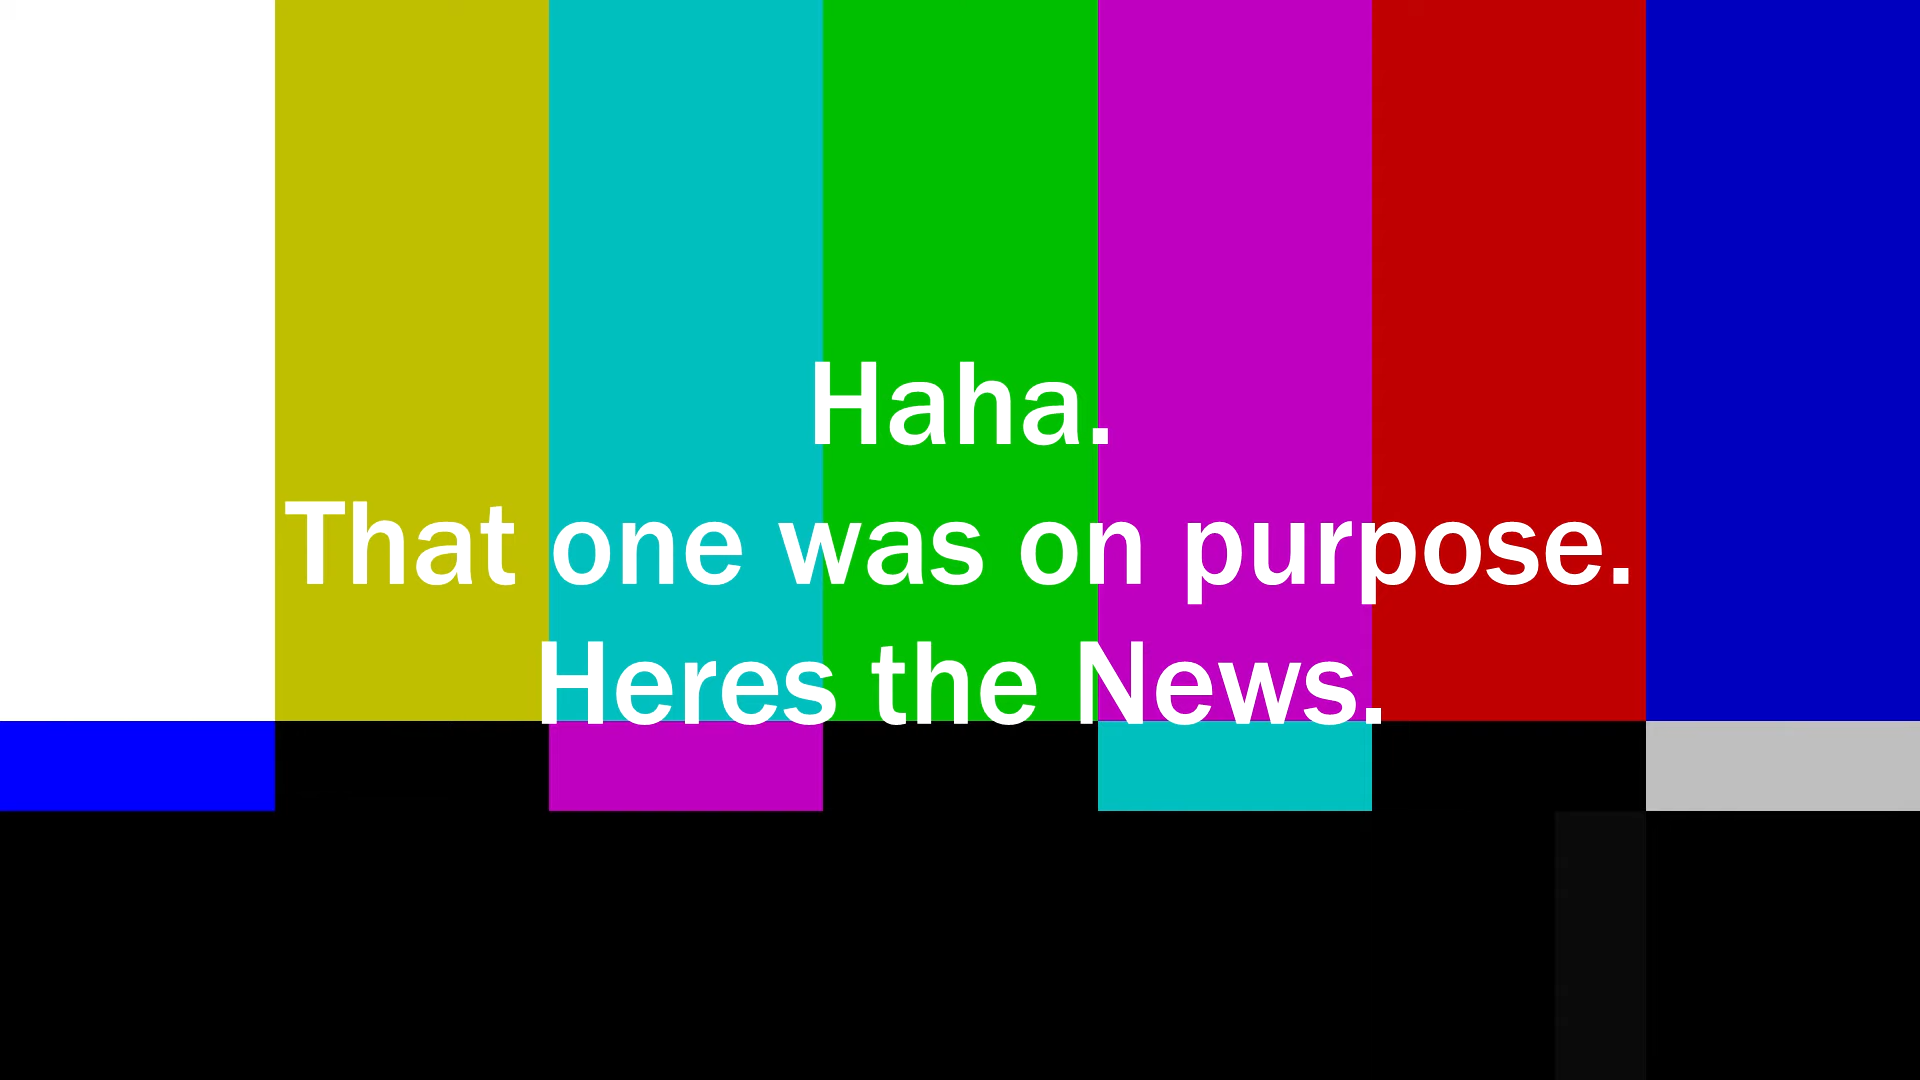 Haha.
That one was on purpose.
Heres the News.